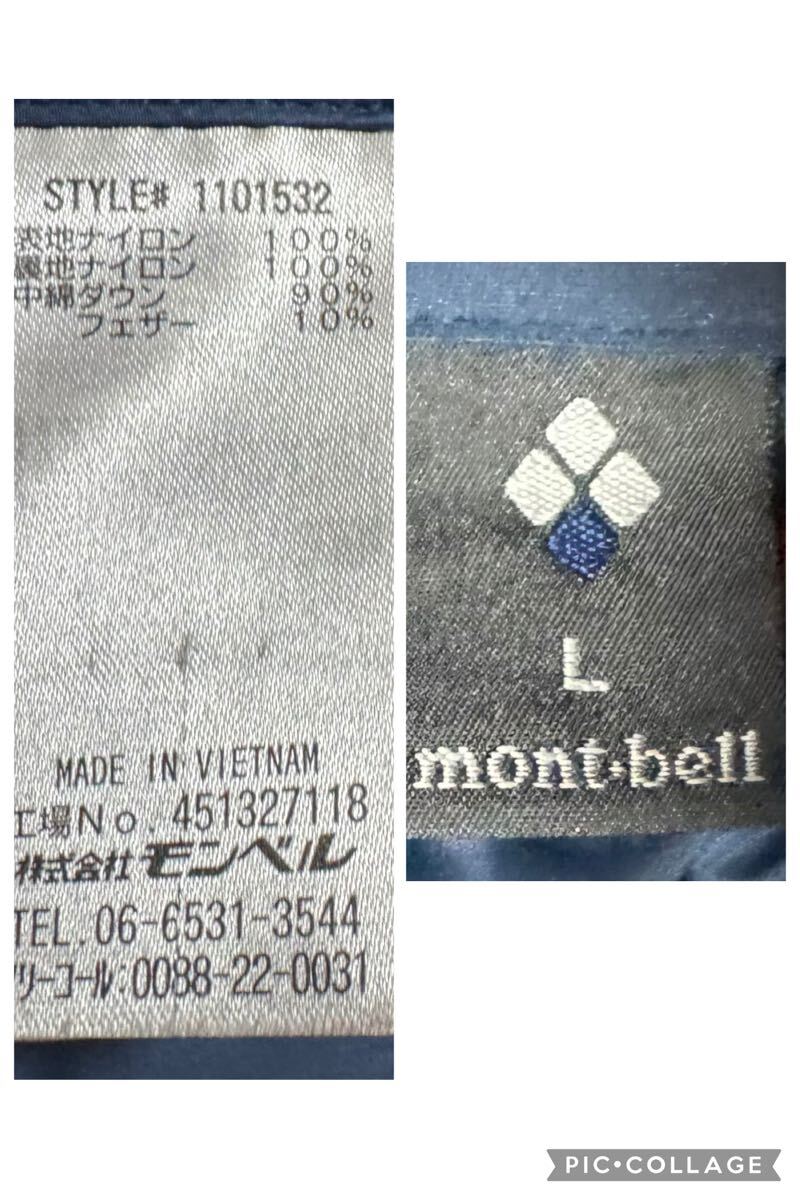 STYLE# 1101532
表地ナイロン 100%
裏地ナイロン 100%
中綿ダウン 90%
フェザー 10%
MADE IN VIETNAM
工場No.451327118
株式会社モンベル
TEL.06-6531-3544
フリーコール:0088-22-0031
L
mont-bell
PIC•COLLAGE